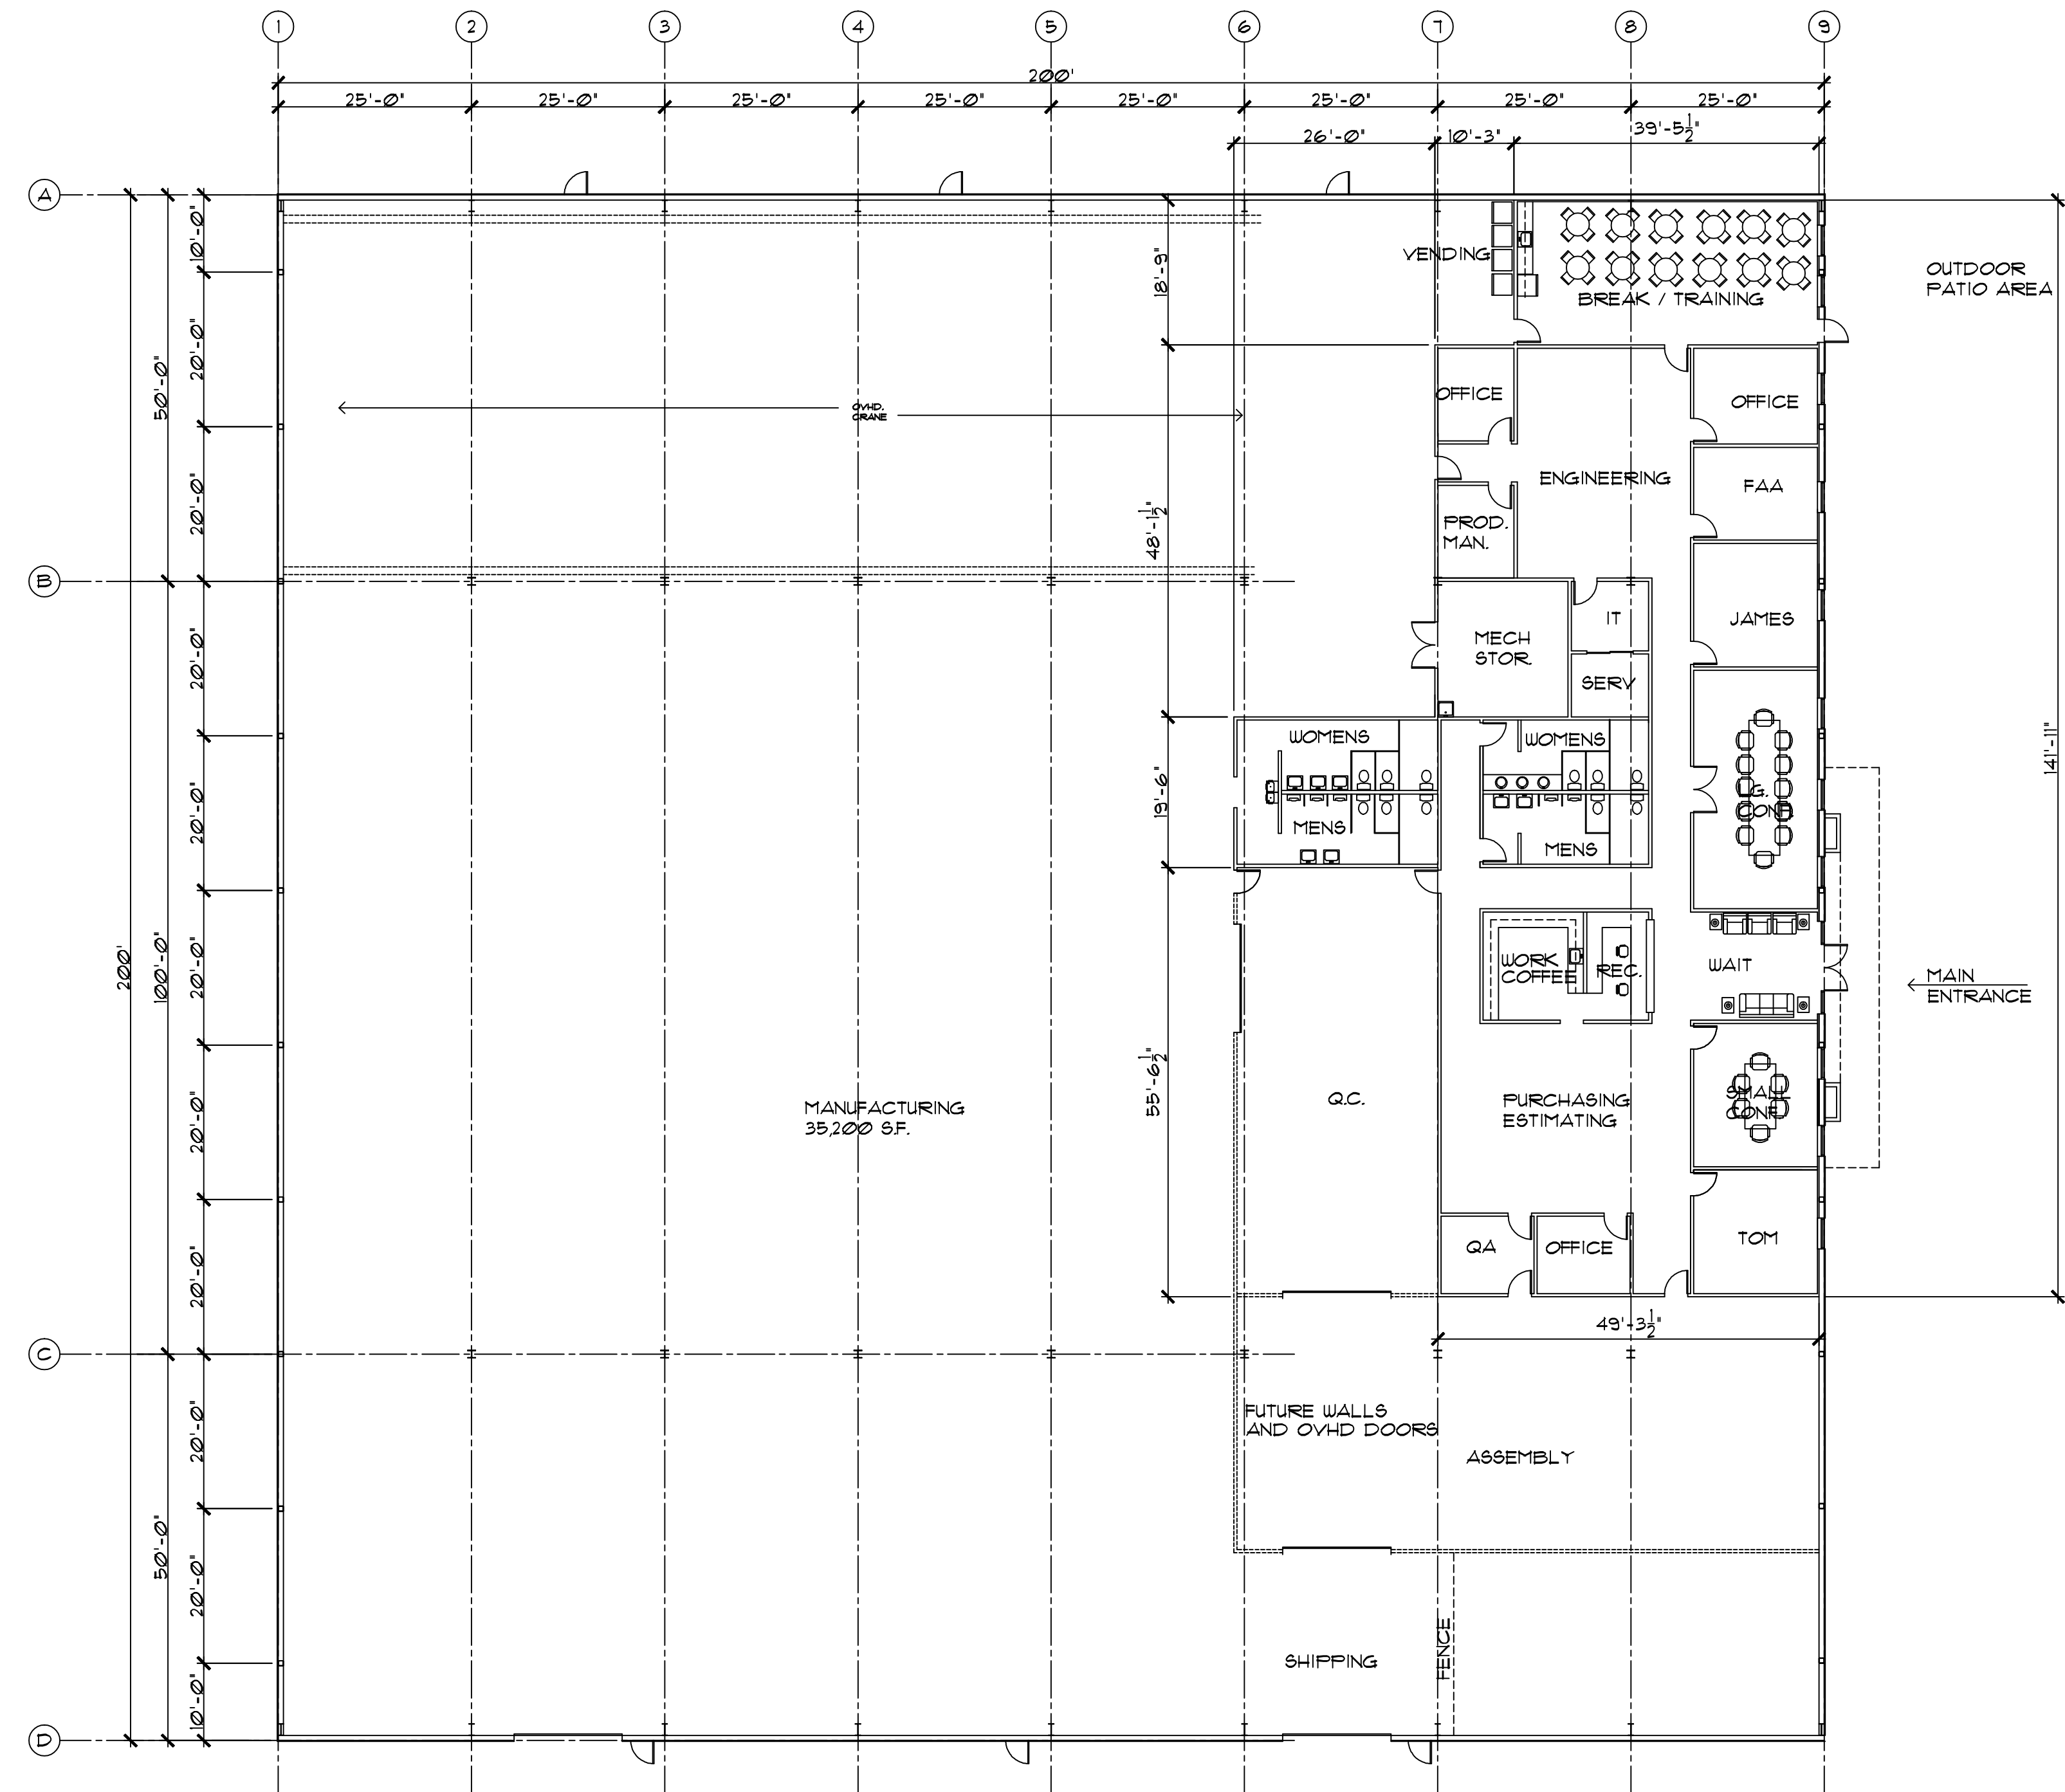 1 2 3 4 5 6 7 8 9
200'
25'-0" 25'-0" 25'-0" 25'-0" 25'-0" 25'-0" 25'-0" 25'-0"
26'-0" 10'-3" 39'-5 1/2"
A
B
C
D
200'
50'-0"
100'-0"
50'-0"
10'-0"
20'-0"
20'-0"
20'-0"
20'-0"
20'-0"
20'-0"
20'-0"
20'-0"
20'-0"
10'-0"
18'-9"
48'-1 1/2"
19'-6"
55'-6 1/2"
141'-11"
49'-3 1/2"
VENDING
BREAK / TRAINING
OUTDOOR
PATIO AREA
OVHD.
CRANE
OFFICE
OFFICE
ENGINEERING
FAA
PROD.
MAN.
IT
JAMES
MECH
STOR.
SERV
WOMENS
WOMENS
MENS
MENS
CONF.
WORK
COFFEE
REC.
WAIT
MAIN
ENTRANCE
MANUFACTURING
35,200 S.F.
Q.C.
PURCHASING
ESTIMATING
SMALL
CONF.
QA
OFFICE
TOM
FUTURE WALLS
AND OVHD DOORS
ASSEMBLY
SHIPPING
FENCE